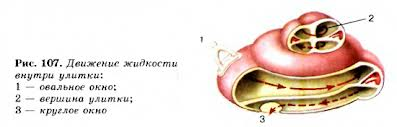 Рис. 107. Движение жидкости
внутри улитки:
1 — овальное окно;
2 — вершина улитки;
3 — круглое окно
1
2
3